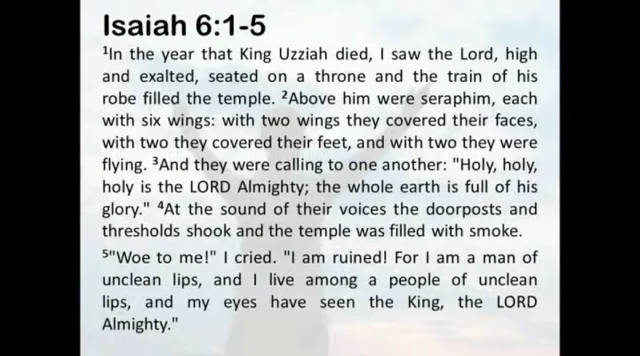 Isaiah 6:1-5
¹In the year that King Uzziah died, I saw the Lord, high
and exalted, seated on a throne and the train of his
robe filled the temple. ²Above him were seraphim, each
with six wings: with two wings they covered their faces,
with two they covered their feet, and with two they were
flying. ³And they were calling to one another: "Holy, holy,
holy is the LORD Almighty; the whole earth is full of his
glory." ⁴At the sound of their voices the doorposts and
thresholds shook and the temple was filled with smoke.
⁵"Woe to me!" I cried. "I am ruined! For I am a man of
unclean lips, and I live among a people of unclean
lips, and my eyes have seen the King, the LORD
Almighty."